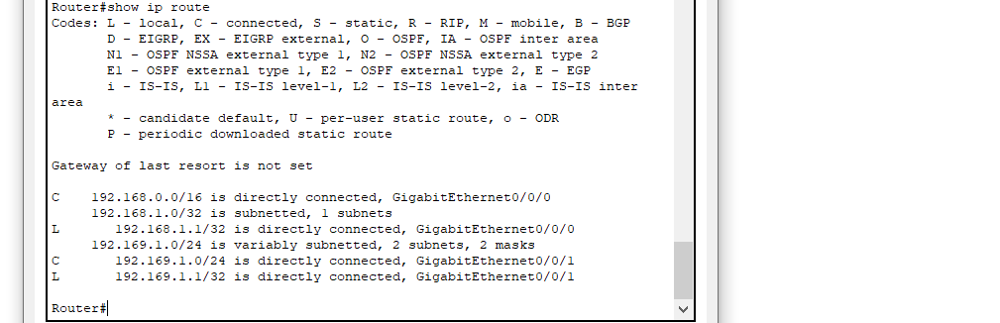 Router#show ip route
Codes: L - local, C - connected, S - static, R - RIP, M - mobile, B - BGP
D - EIGRP, EX - EIGRP external, O - OSPF, IA - OSPF inter area
N1 - OSPF NSSA external type 1, N2 - OSPF NSSA external type 2
E1 - OSPF external type 1, E2 - OSPF external type 2, E - EGP
i - IS-IS, L1 - IS-IS level-1, L2 - IS-IS level-2, ia - IS-IS inter
area
* - candidate default, U - per-user static route, o - ODR
P - periodic downloaded static route
Gateway of last resort is not set
C 192.168.0.0/16 is directly connected, GigabitEthernet0/0/0
192.168.1.0/32 is subnetted, 1 subnets
L 192.168.1.1/32 is directly connected, GigabitEthernet0/0/0
192.169.1.0/24 is variably subnetted, 2 subnets, 2 masks
C 192.169.1.0/24 is directly connected, GigabitEthernet0/0/1
L 192.169.1.1/32 is directly connected, GigabitEthernet0/0/1
Router#